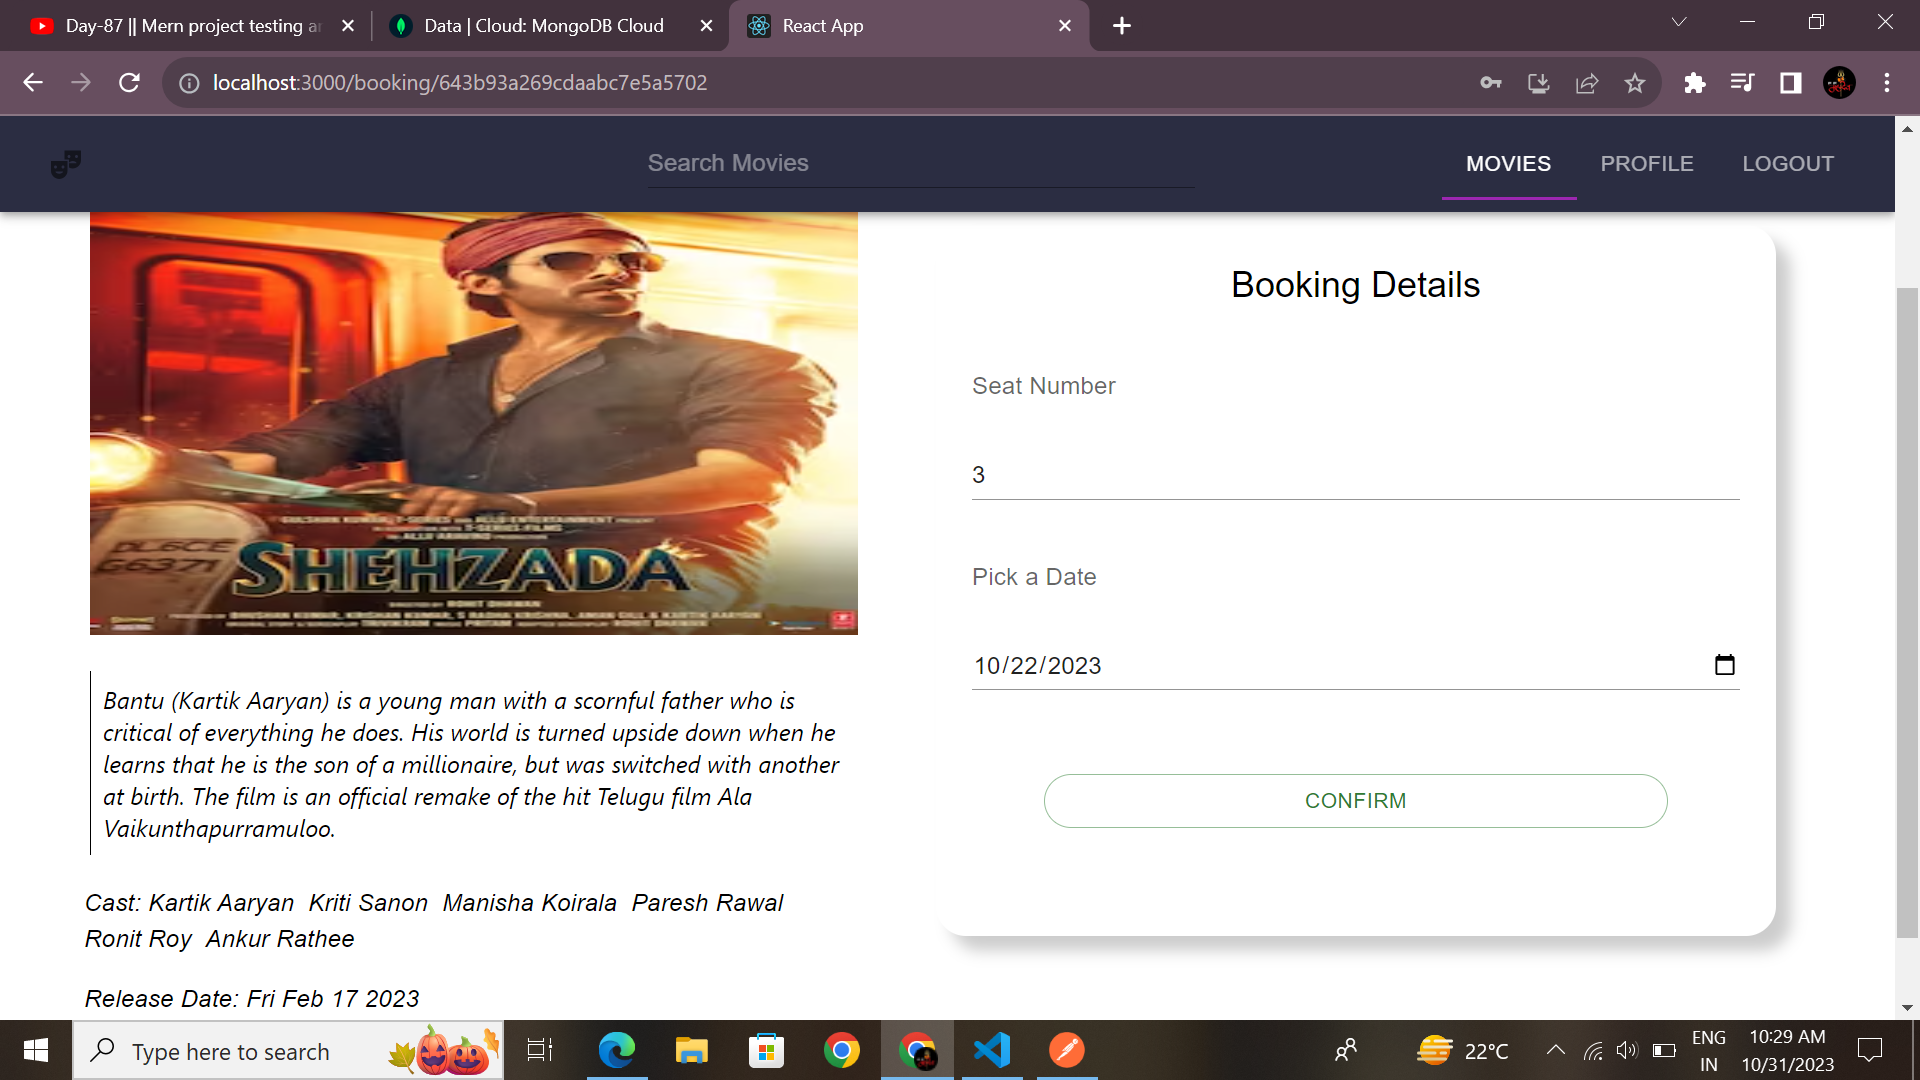 Day-87 || Mern project testing ar
Data | Cloud: MongoDB Cloud
React App
localhost:3000/booking/643b93a269cdaabc7e5a5702
Search Movies
MOVIES
PROFILE
LOGOUT
DL6CE
G6371
SHEHZADA
Bantu (Kartik Aaryan) is a young man with a scornful father who is
critical of everything he does. His world is turned upside down when he
learns that he is the son of a millionaire, but was switched with another
at birth. The film is an official remake of the hit Telugu film Ala
Vaikunthapurramuloo.
Cast: Kartik Aaryan Kriti Sanon Manisha Koirala Paresh Rawal
Ronit Roy Ankur Rathee
Release Date: Fri Feb 17 2023
Booking Details
Seat Number
3
Pick a Date
10/22/2023
CONFIRM
Type here to search
22°C
ENG
IN
10:29 AM
10/31/2023